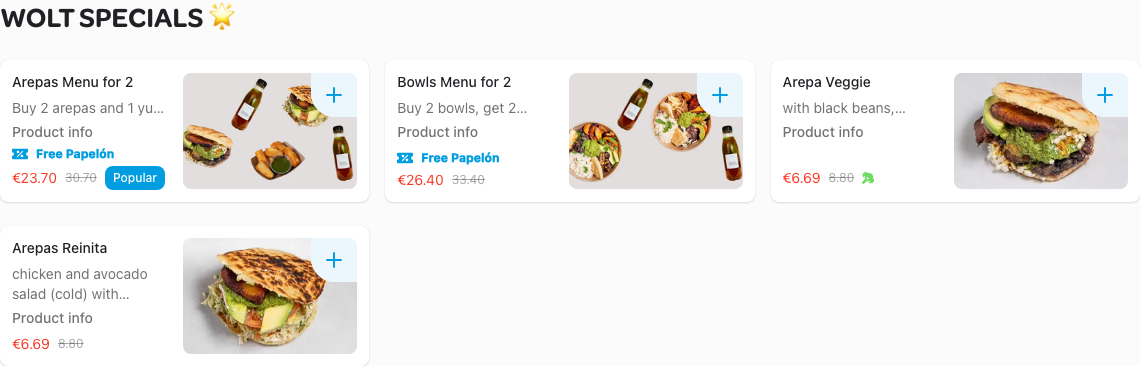 WOLT SPECIALS 🌟
Arepas Menu for 2
Buy 2 arepas and 1 yu...
Product info
Free Papelón
€23.70 30.70 Popular
Bowls Menu for 2
Buy 2 bowls, get 2...
Product info
Free Papelón
€26.40 33.40
Arepa Veggie
with black beans,...
Product info
€6.69 8.80
Arepas Reinita
chicken and avocado
salad (cold) with...
Product info
€6.69 8.80